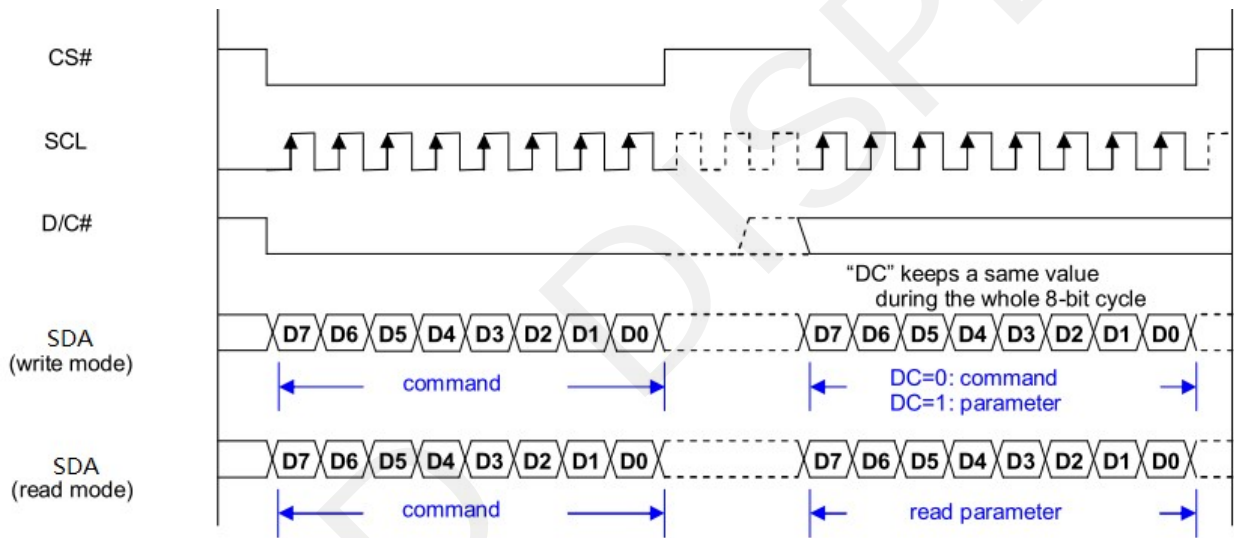 CS#
SCL
D/C#
"DC" keeps a same value
during the whole 8-bit cycle
SDA
(write mode)
D7 D6 D5 D4 D3 D2 D1 D0
D7 D6 D5 D4 D3 D2 D1 D0
command
DC=0: command
DC=1: parameter
SDA
(read mode)
D7 D6 D5 D4 D3 D2 D1 D0
D7 D6 D5 D4 D3 D2 D1 D0
command
read parameter